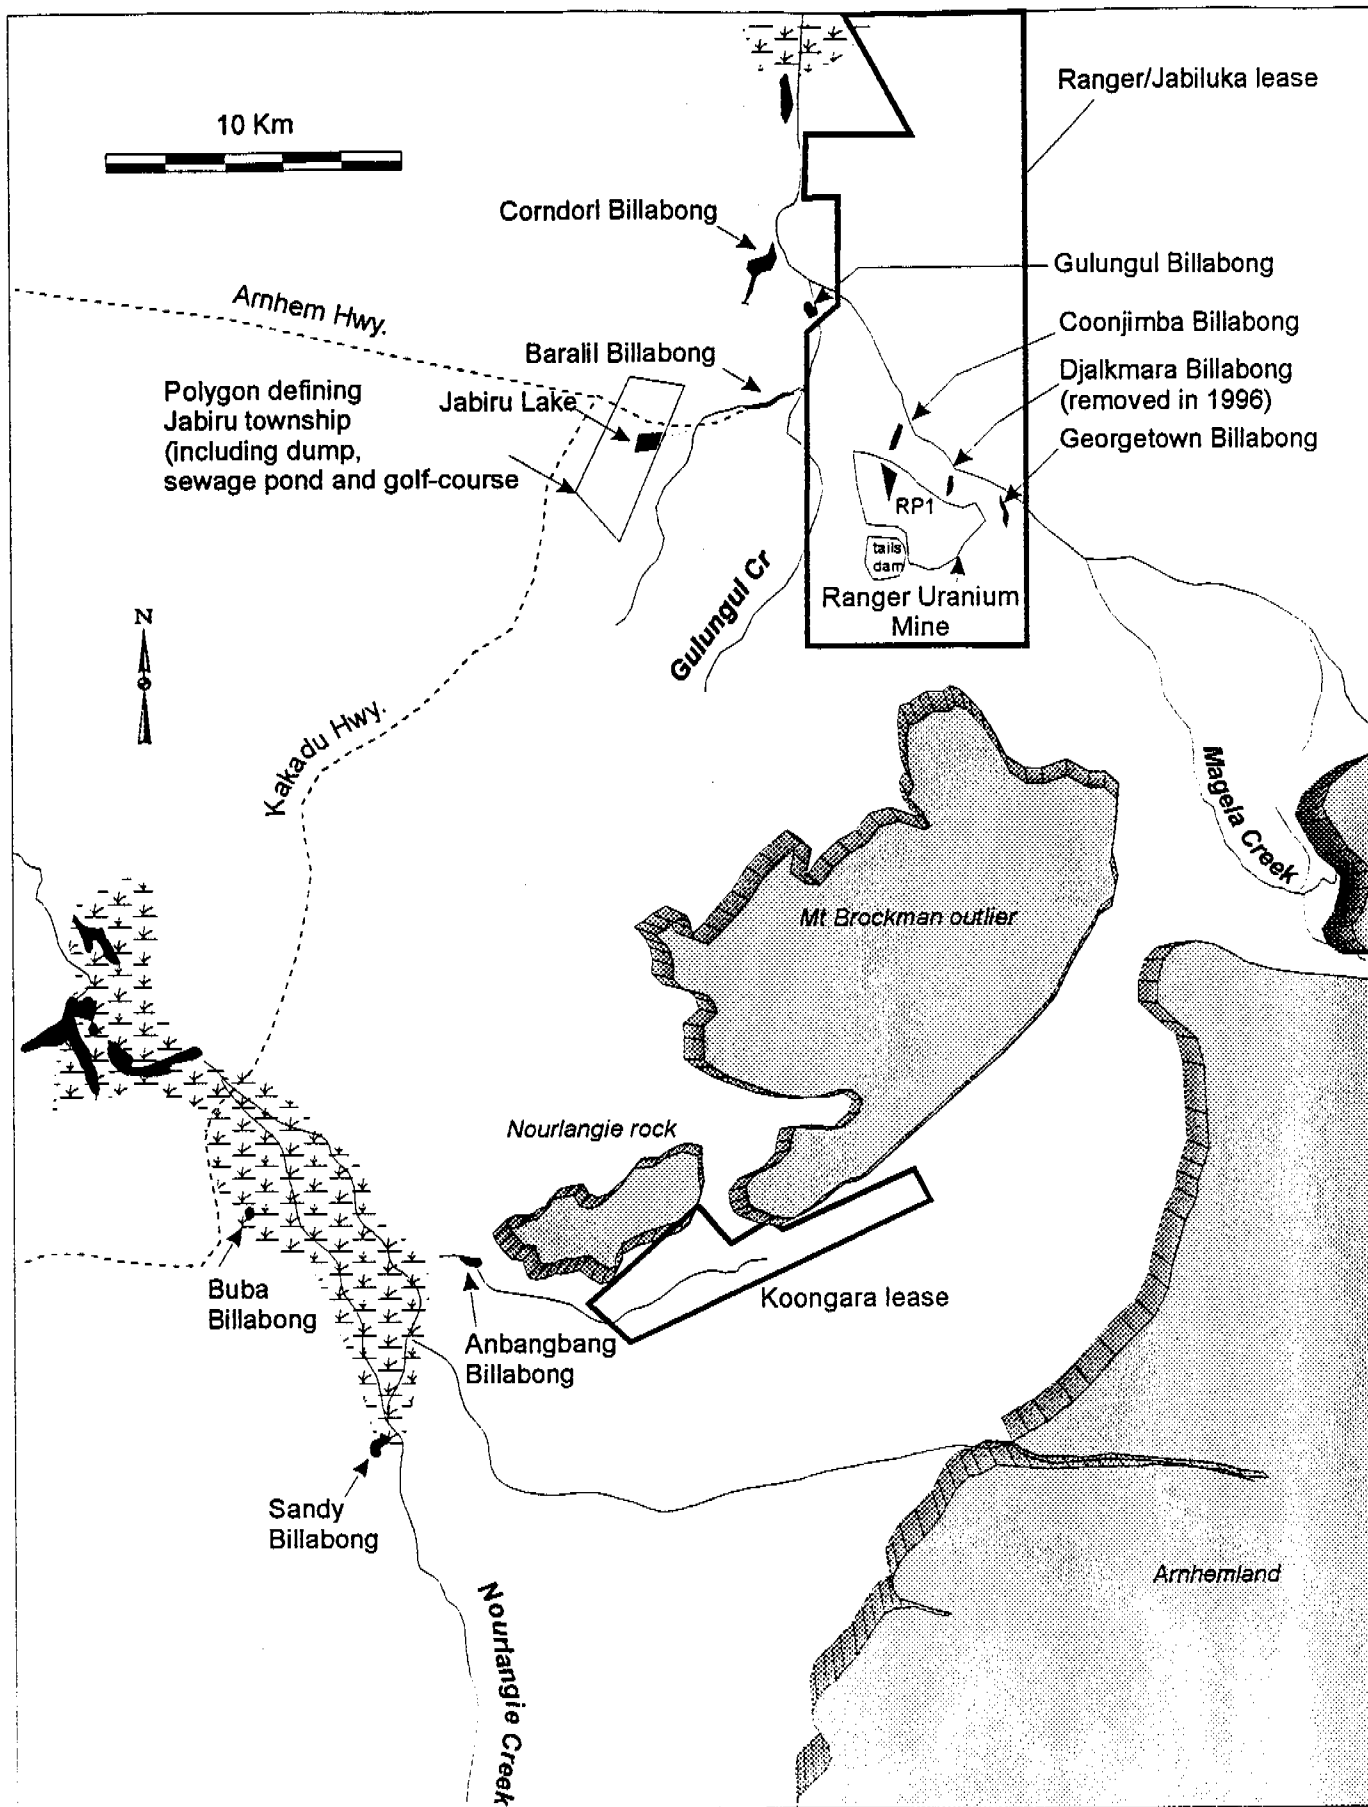 Ranger/Jabiluka lease
10 Km
Corndorl Billabong
Gulungul Billabong
Arnhem Hwy.
Coonjimba Billabong
Baralil Billabong
Djalkmara Billabong
(removed in 1996)
Polygon defining
Jabiru township
(including dump,
sewage pond and golf-course
Jabiru Lake
Georgetown Billabong
RP1
tails
dam
Ranger Uranium
Mine
Gulungul Cr
N
Kakadu Hwy.
Magela Creek
Mt Brockman outlier
Nourlangie rock
Buba
Billabong
Koongara lease
Anbangbang
Billabong
Sandy
Billabong
Arnhemland
Nourlangie Creek